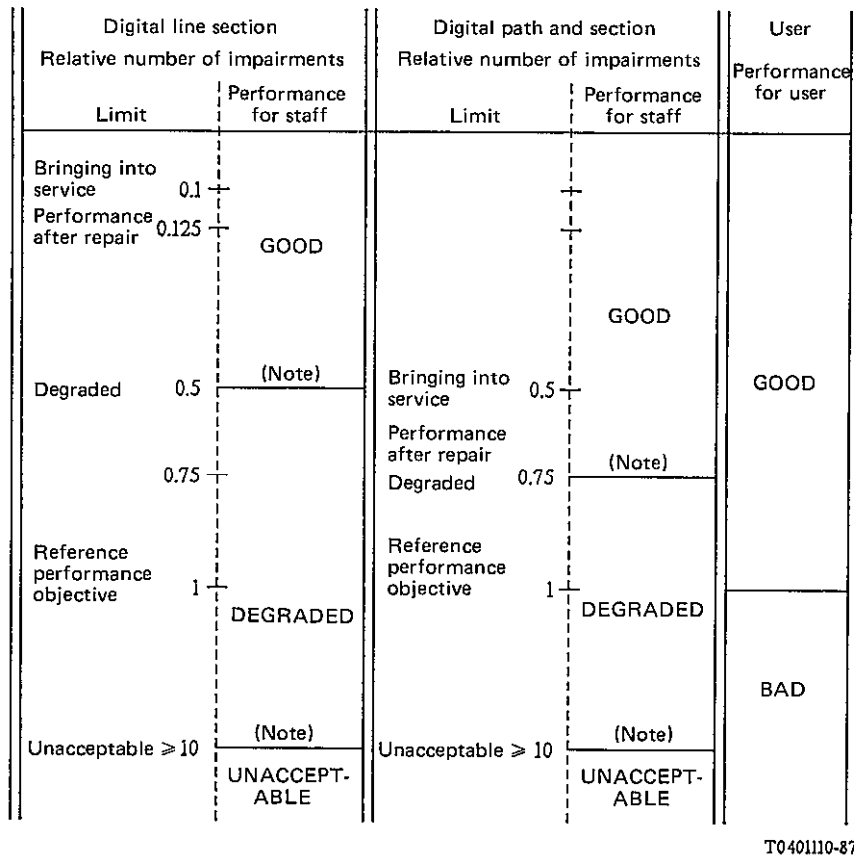 Digital line section
Relative number of impairments
Limit
Performance
for staff
Bringing into
service 0.1
Performance
after repair 0.125
GOOD
Degraded 0.5
(Note)
0.75
Reference
performance
objective 1
DEGRADED
Unacceptable ⩾ 10
(Note)
UNACCEPT-
ABLE
Digital path and section
Relative number of impairments
Limit
Performance
for staff
GOOD
Bringing into
service 0.5
Performance
after repair
Degraded 0.75
(Note)
Reference
performance
objective 1
DEGRADED
Unacceptable ⩾ 10
(Note)
UNACCEPT-
ABLE
User
Performance
for user
GOOD
BAD
T0401110-87